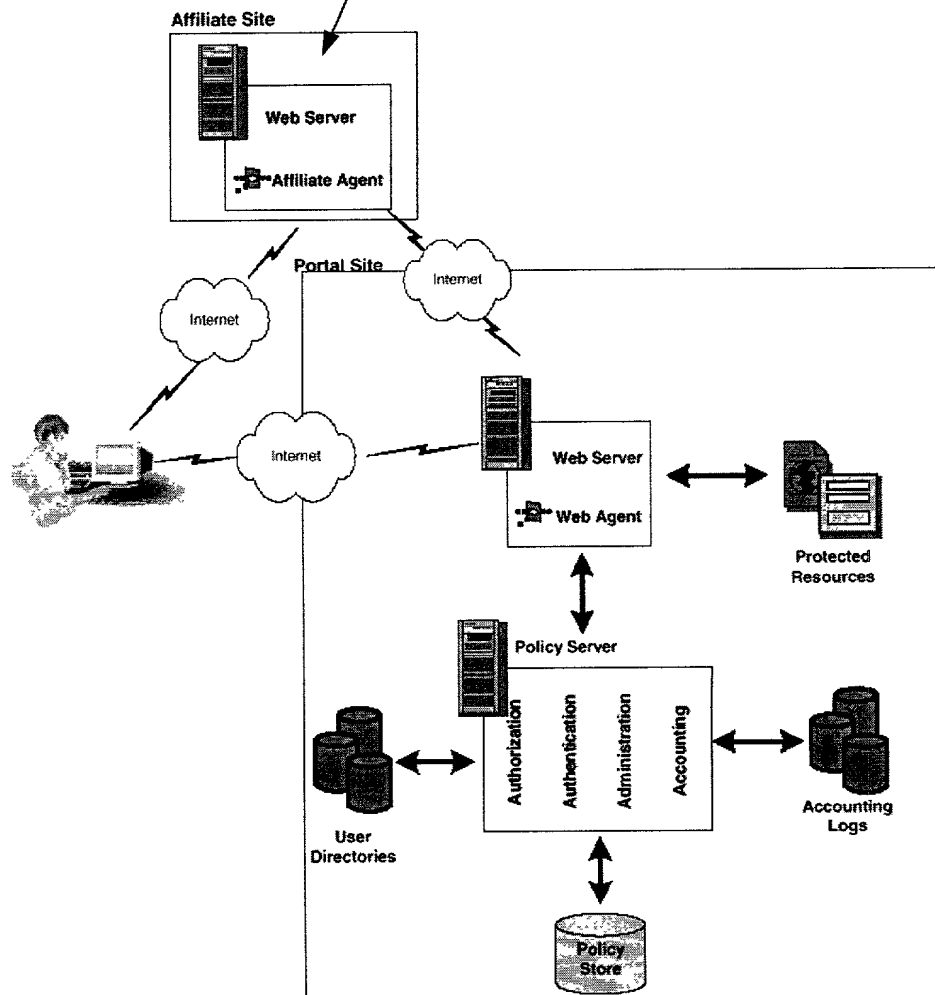 Affiliate Site
Web Server
Affiliate Agent
Portal Site
Internet
Internet
Internet
Web Server
Web Agent
Protected
Resources
Policy Server
Authorization
Authentication
Administration
Accounting
User
Directories
Accounting
Logs
Policy
Store